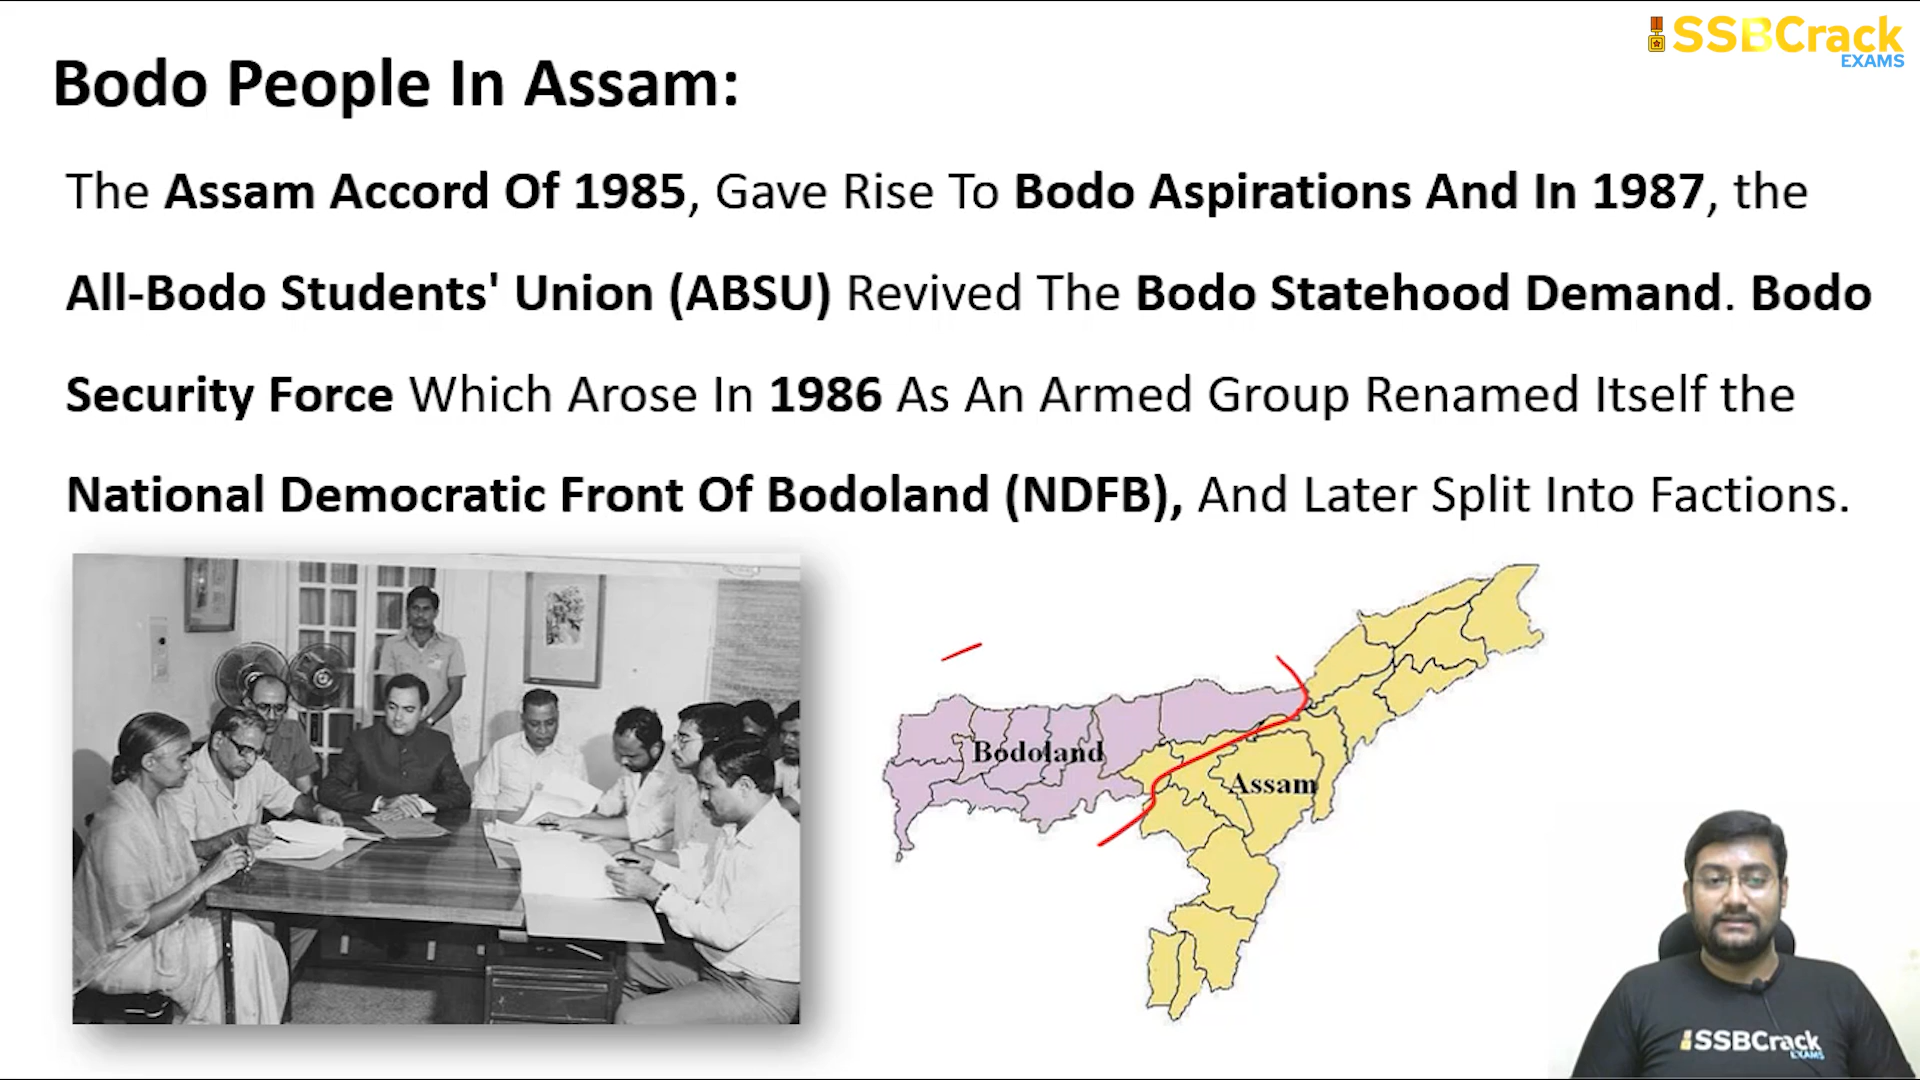 SSBCrack
EXAMS
Bodo People In Assam:
The Assam Accord Of 1985, Gave Rise To Bodo Aspirations And In 1987, the
All-Bodo Students' Union (ABSU) Revived The Bodo Statehood Demand. Bodo
Security Force Which Arose In 1986 As An Armed Group Renamed Itself the
National Democratic Front Of Bodoland (NDFB), And Later Split Into Factions.
Bodoland
Assam
SSBCrack
EXAMS